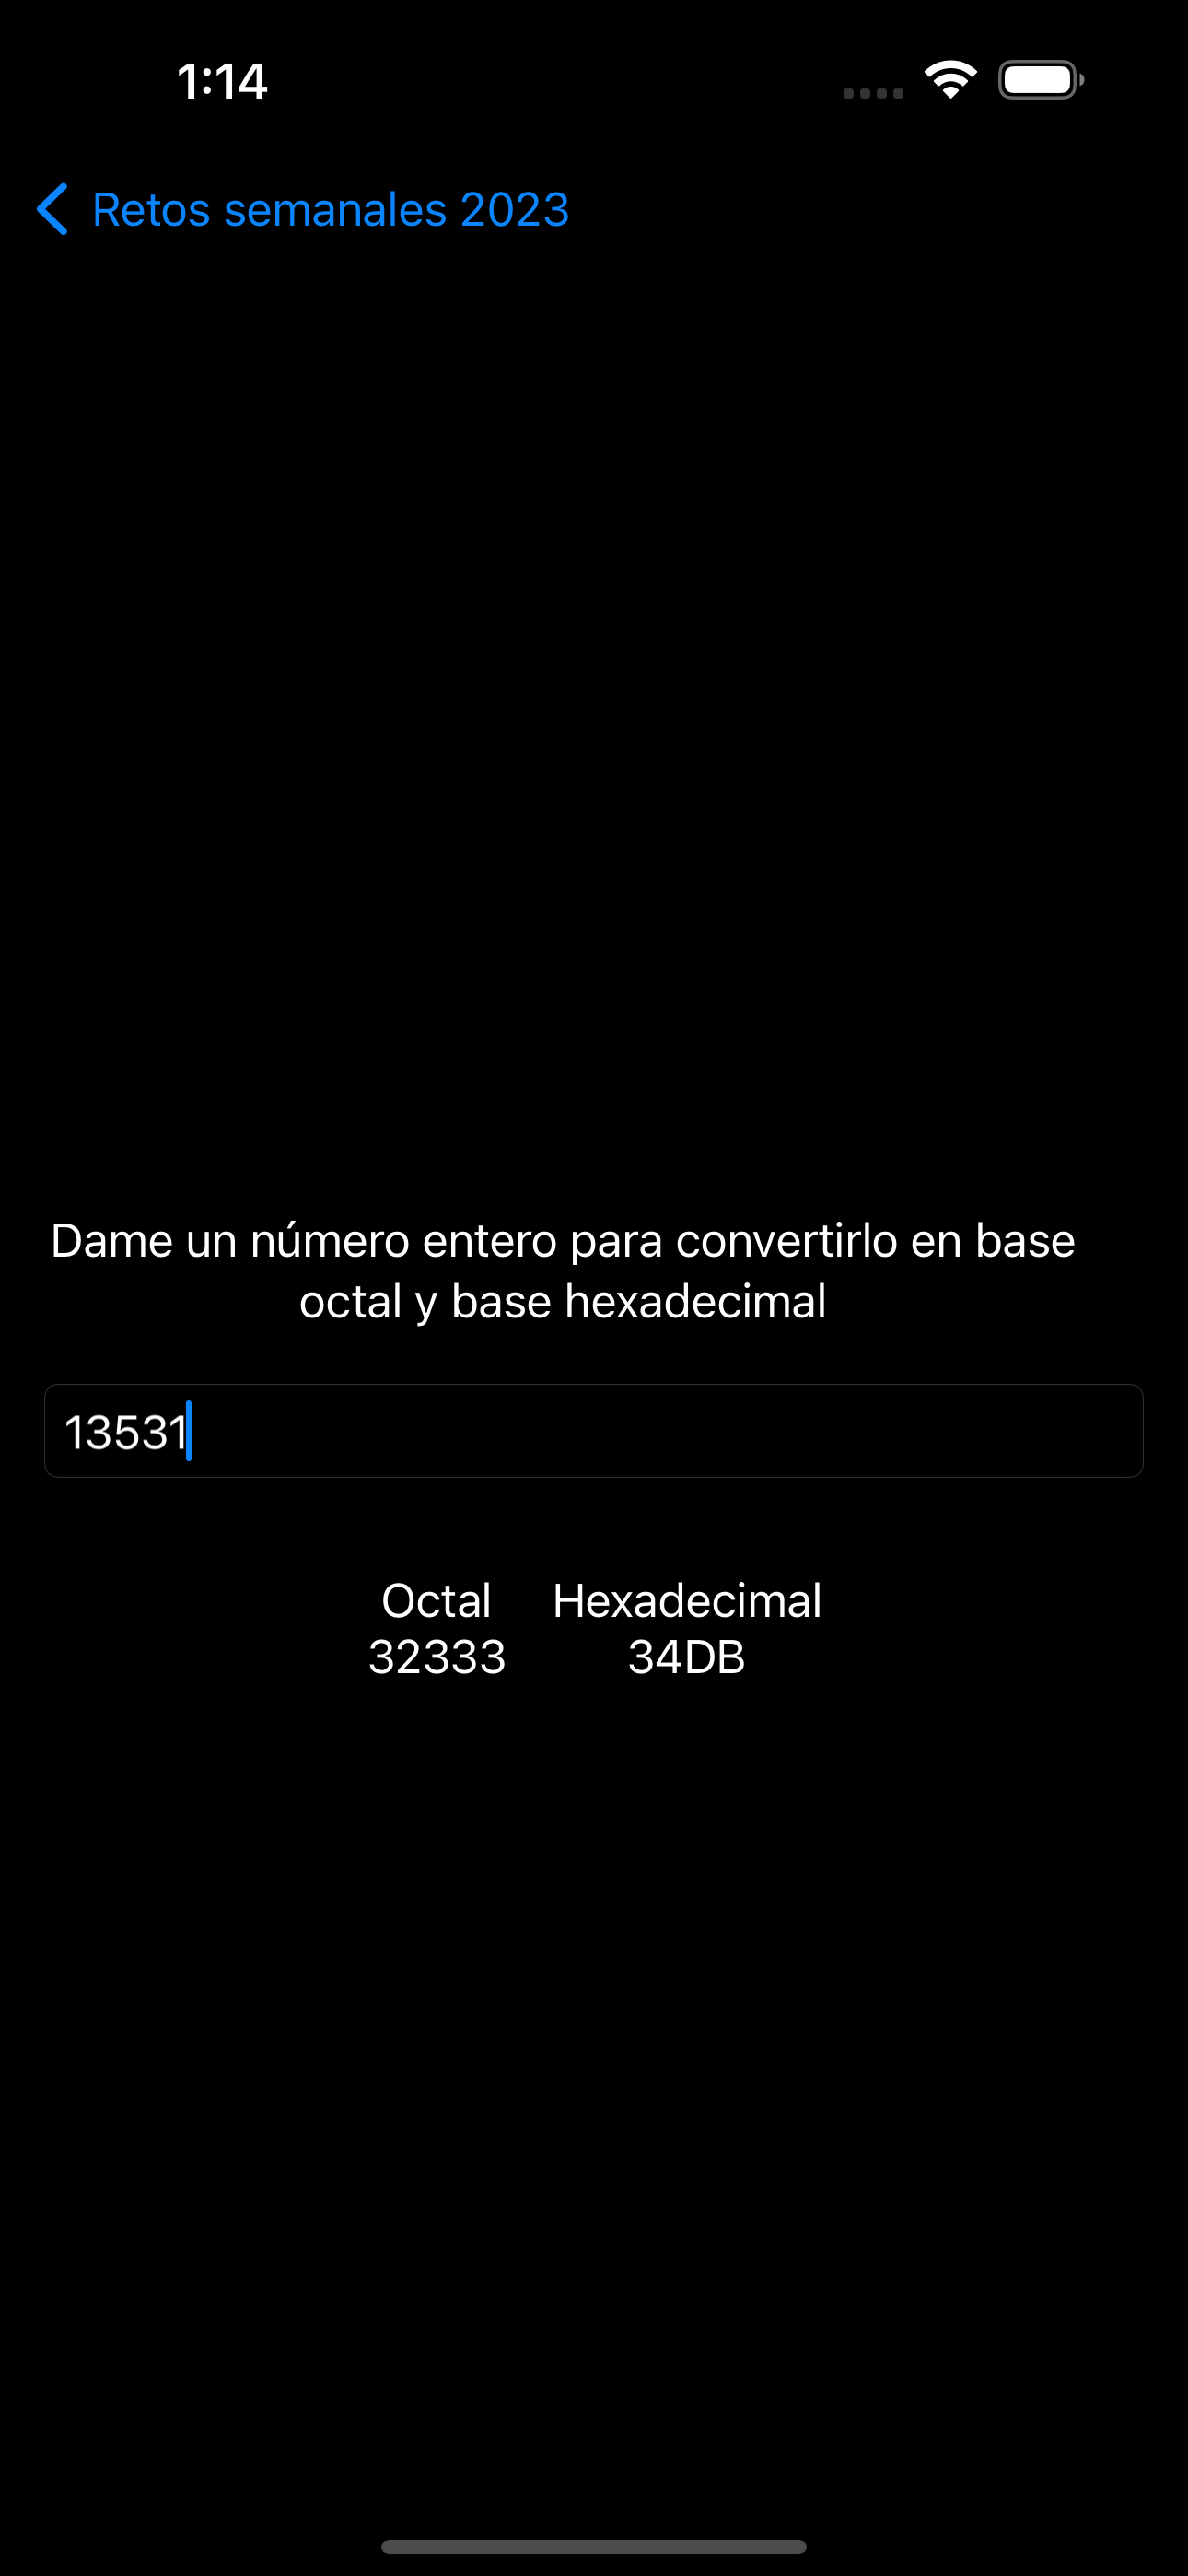 1:14
Retos semanales 2023
Dame un número entero para convertirlo en base
octal y base hexadecimal
13531
Octal Hexadecimal
32333 34DB